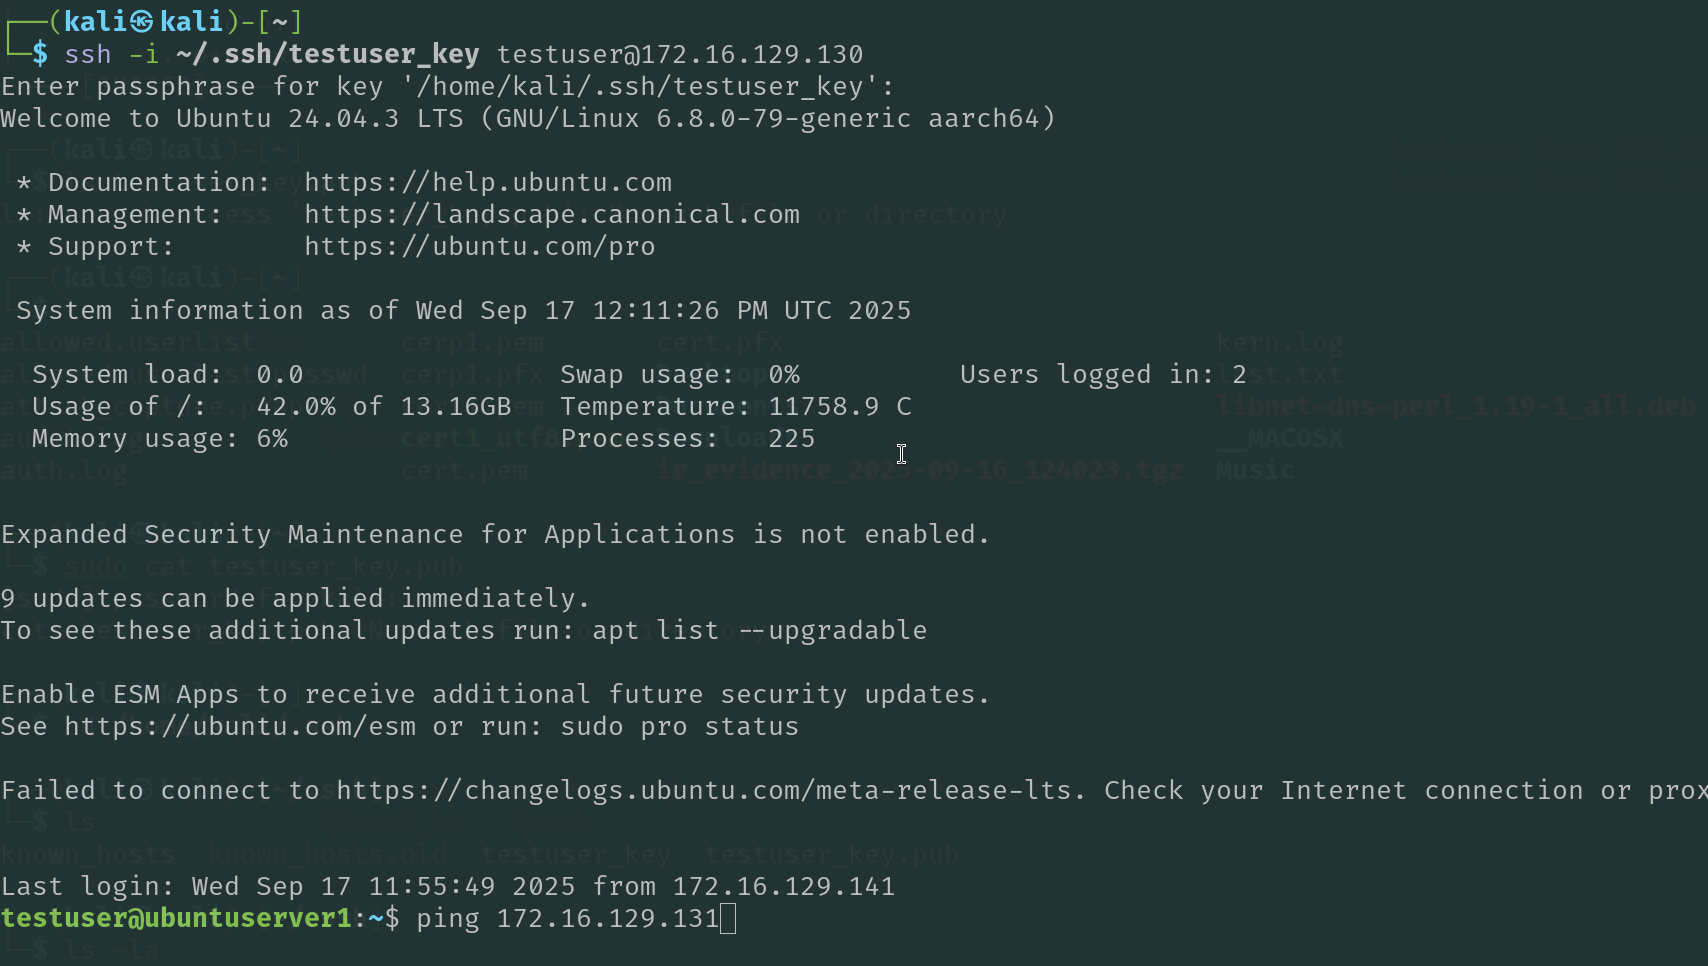 ┌──(kali㉿kali)-[~]
└─$ ssh -i ~/.ssh/testuser_key testuser@172.16.129.130
Enter passphrase for key '/home/kali/.ssh/testuser_key':
Welcome to Ubuntu 24.04.3 LTS (GNU/Linux 6.8.0-79-generic aarch64)

 * Documentation:  https://help.ubuntu.com
 * Management:     https://landscape.canonical.com
 * Support:        https://ubuntu.com/pro

 System information as of Wed Sep 17 12:11:26 PM UTC 2025

  System load:  0.0                Swap usage:  0%          Users logged in: 2
  Usage of /:   42.0% of 13.16GB   Temperature: 11758.9 C
  Memory usage: 6%                 Processes:   225

Expanded Security Maintenance for Applications is not enabled.

9 updates can be applied immediately.
To see these additional updates run: apt list --upgradable

Enable ESM Apps to receive additional future security updates.
See https://ubuntu.com/esm or run: sudo pro status

Failed to connect to https://changelogs.ubuntu.com/meta-release-lts. Check your Internet connection or prox

Last login: Wed Sep 17 11:55:49 2025 from 172.16.129.141
testuser@ubuntuserver1:~$ ping 172.16.129.131